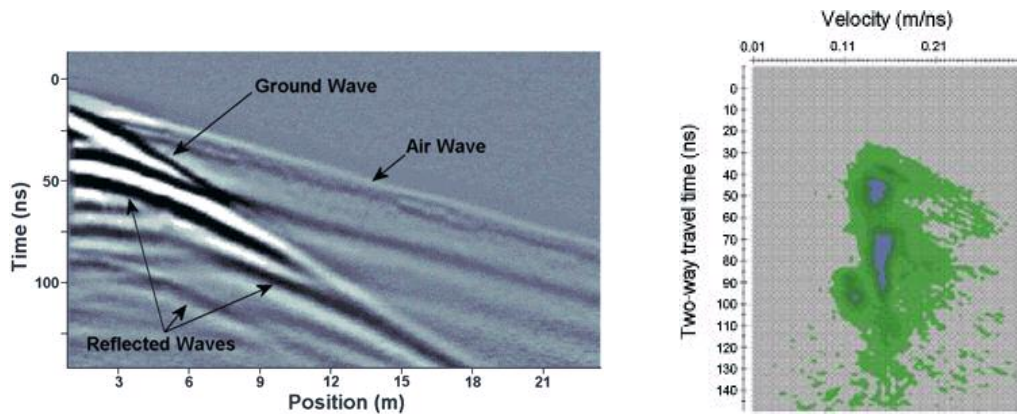 Ground Wave
Air Wave
Reflected Waves
Time (ns)
0
50
100
3 6 9 12 15 18 21
Position (m)
Velocity (m/ns)
0.01 0.11 0.21
Two-way travel time (ns)
0
10
20
30
40
50
60
70
80
90
100
110
120
130
140